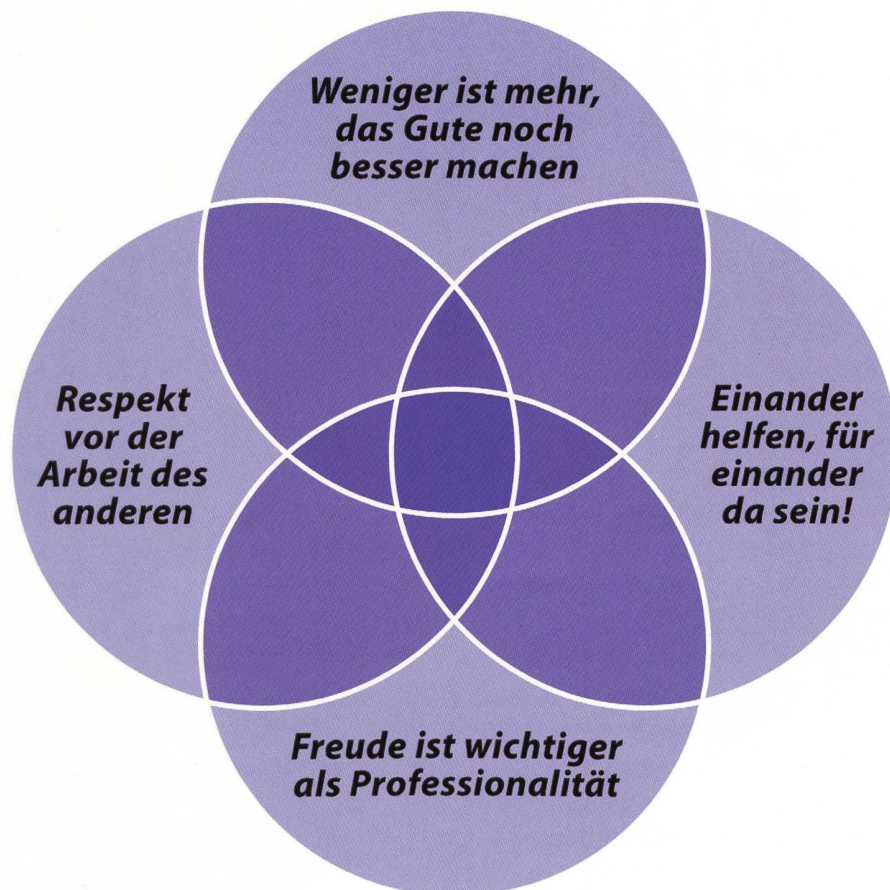 Weniger ist mehr,
das Gute noch
besser machen
Respekt
vor der
Arbeit des
anderen
Einander
helfen, für
einander
da sein!
Freude ist wichtiger
als Professionalität